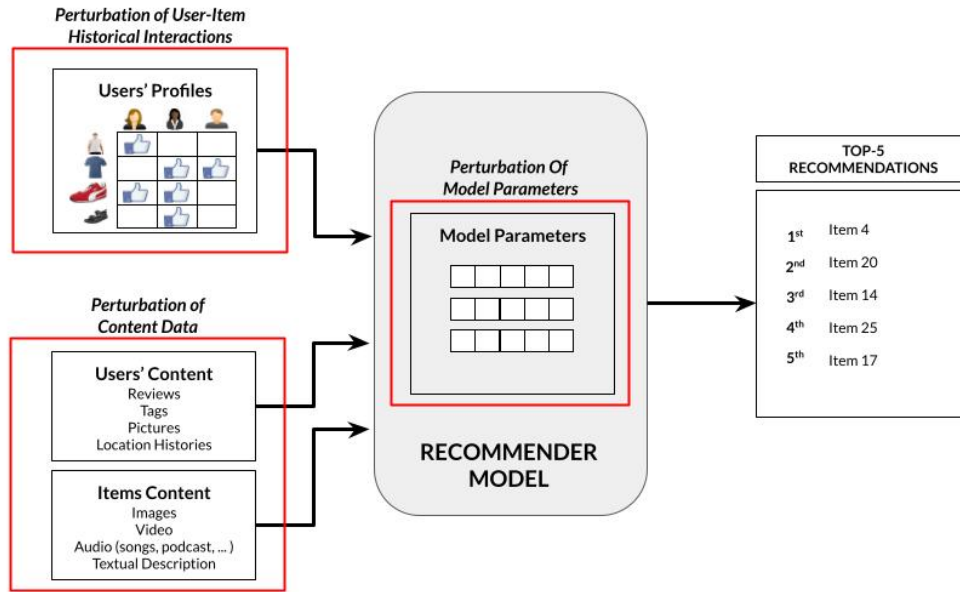 Perturbation of User-Item
Historical Interactions
Users' Profiles
Perturbation of
Content Data
Users' Content
Reviews
Tags
Pictures
Location Histories
Items Content
Images
Video
Audio (songs, podcast, ... )
Textual Description
Perturbation Of
Model Parameters
Model Parameters
RECOMMENDER
MODEL
TOP-5
RECOMMENDATIONS
1st Item 4
2nd Item 20
3rd Item 14
4th Item 25
5th Item 17